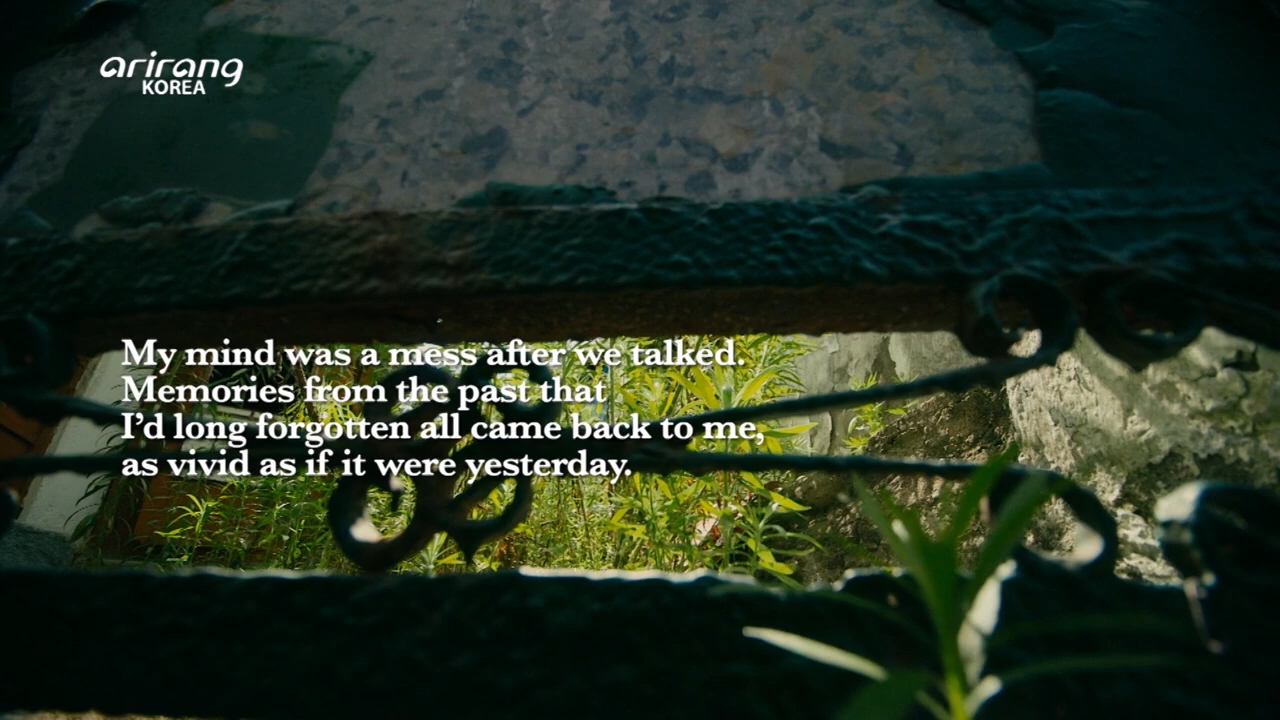 arirang
KOREA
My mind was a mess after we talked.
Memories from the past that
I'd long forgotten all came back to me,
as vivid as if it were yesterday.